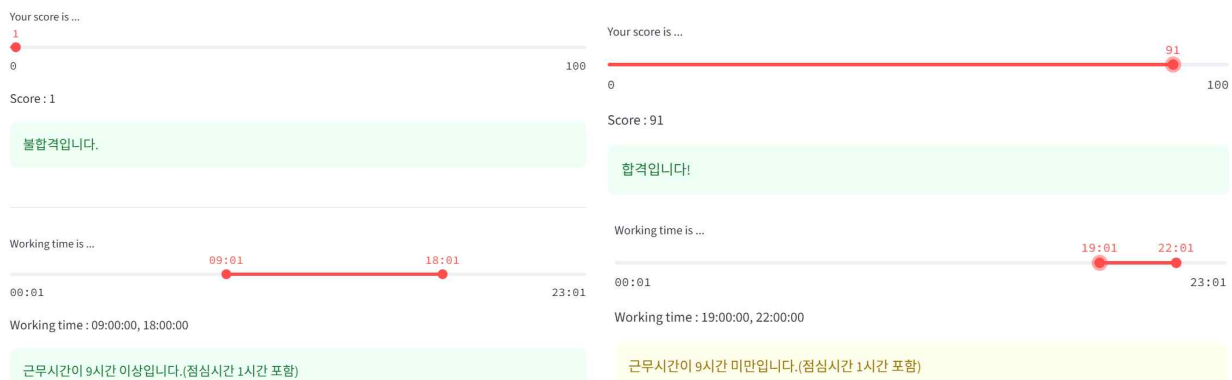 Your score is ...
1
0
100
Score : 1
불합격입니다.
Working time is ...
09:01
18:01
00:01
23:01
Working time : 09:00:00, 18:00:00
근무시간이 9시간 이상입니다.(점심시간 1시간 포함)
Your score is ...
91
0
100
Score : 91
합격입니다!
Working time is ...
19:01
22:01
00:01
23:01
Working time : 19:00:00, 22:00:00
근무시간이 9시간 미만입니다.(점심시간 1시간 포함)